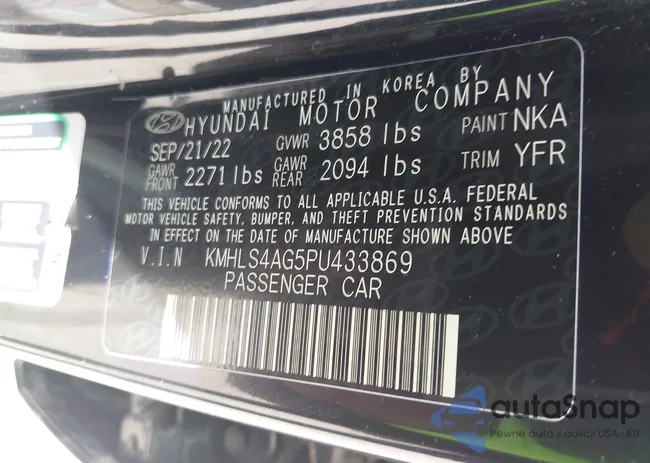 MANUFACTURED IN KOREA BY
HYUNDAI MOTOR COMPANY
SEP/21/22 GVWR 3858 lbs PAINT NKA
GAWR FRONT 2271 lbs GAWR REAR 2094 lbs TRIM YFR
THIS VEHICLE CONFORMS TO ALL APPLICABLE U.S.A. FEDERAL
MOTOR VEHICLE SAFETY, BUMPER, AND THEFT PREVENTION STANDARDS
IN EFFECT ON THE DATE OF MANUFACTURE SHOWN ABOVE
V.I.N KMHLS4AG5PU433869
PASSENGER CAR
autoSnap
Pewne auta z aukcji USA i EU